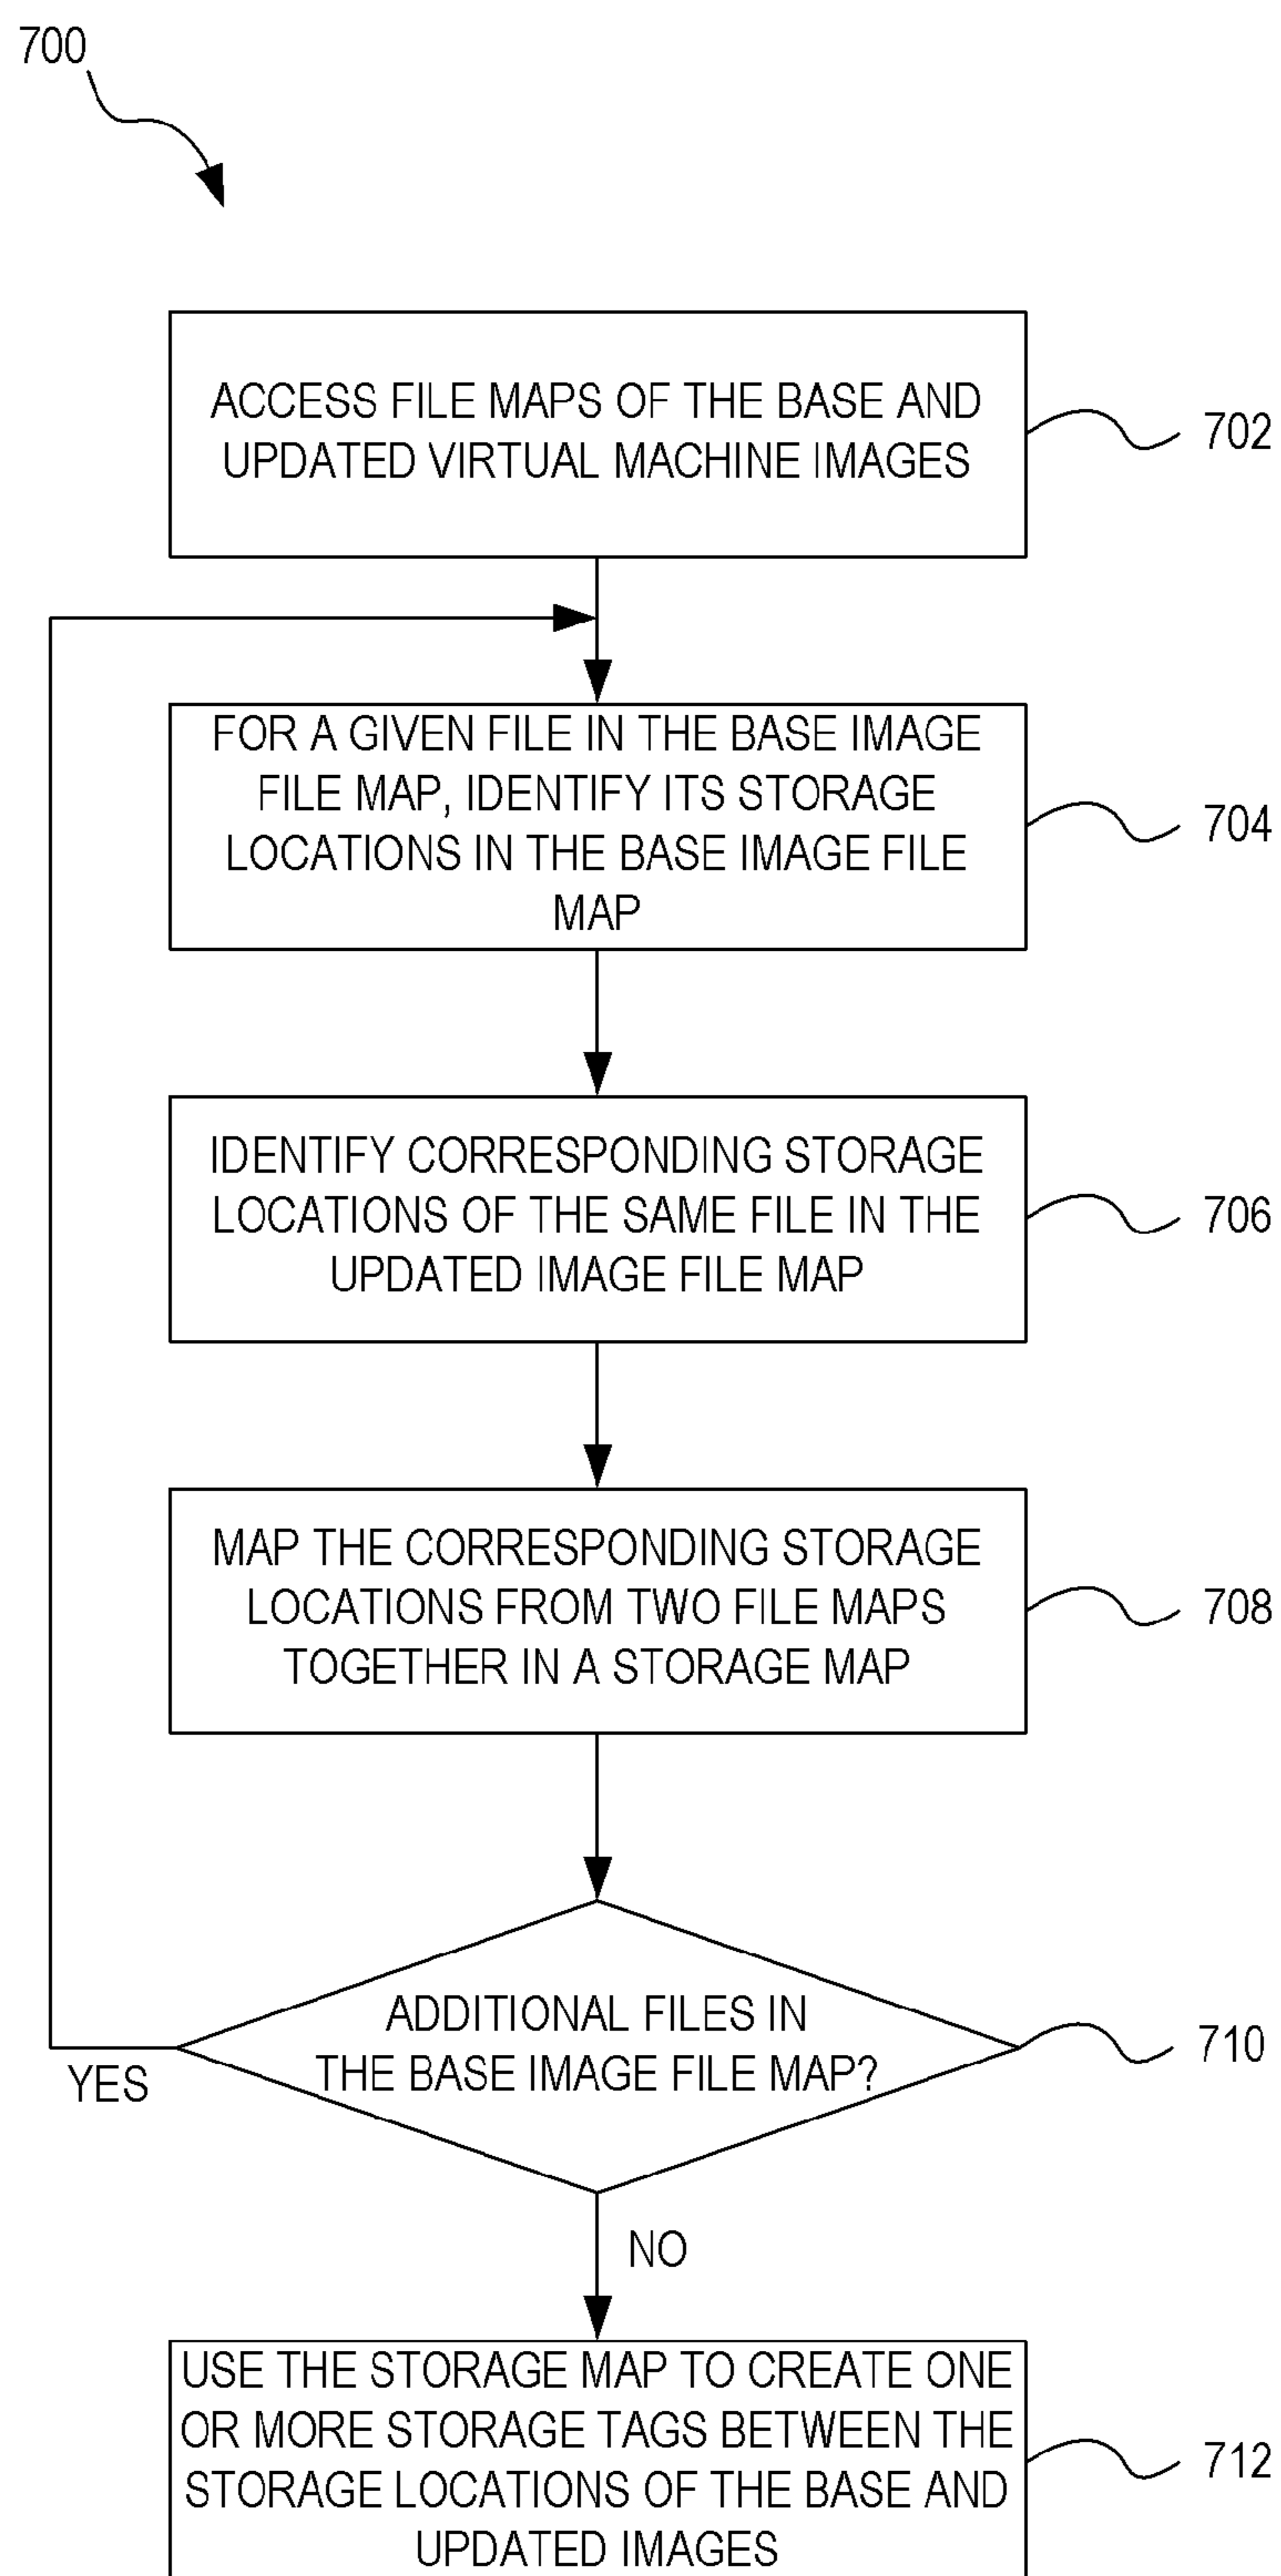 700
ACCESS FILE MAPS OF THE BASE AND
UPDATED VIRTUAL MACHINE IMAGES
702
FOR A GIVEN FILE IN THE BASE IMAGE
FILE MAP, IDENTIFY ITS STORAGE
LOCATIONS IN THE BASE IMAGE FILE
MAP
704
IDENTIFY CORRESPONDING STORAGE
LOCATIONS OF THE SAME FILE IN THE
UPDATED IMAGE FILE MAP
706
MAP THE CORRESPONDING STORAGE
LOCATIONS FROM TWO FILE MAPS
TOGETHER IN A STORAGE MAP
708
ADDITIONAL FILES IN
THE BASE IMAGE FILE MAP?
710
YES
NO
USE THE STORAGE MAP TO CREATE ONE
OR MORE STORAGE TAGS BETWEEN THE
STORAGE LOCATIONS OF THE BASE AND
UPDATED IMAGES
712